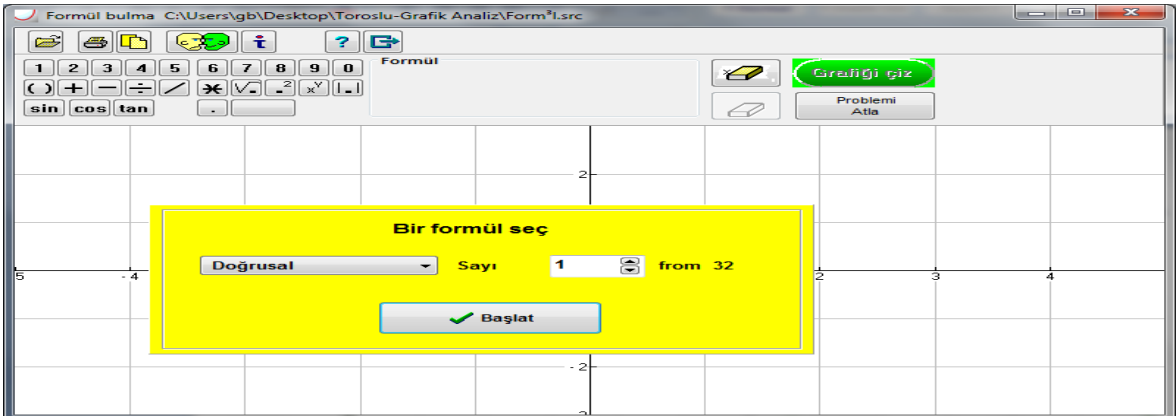 Formül bulma C:\Users\gb\Desktop\Toroslu-Grafik Analiz\Form³l.src
i ?
1 2 3 4 5 6 7 8 9 0 Formül
( ) + − ÷ / × √ ² xʸ |-|
sin cos tan .
Grafiği çiz
Problemi
Atla
2
Bir formül seç
Doğrusal Sayı 1 from 32
5 - 4 2 3 4
Başlat
- 2